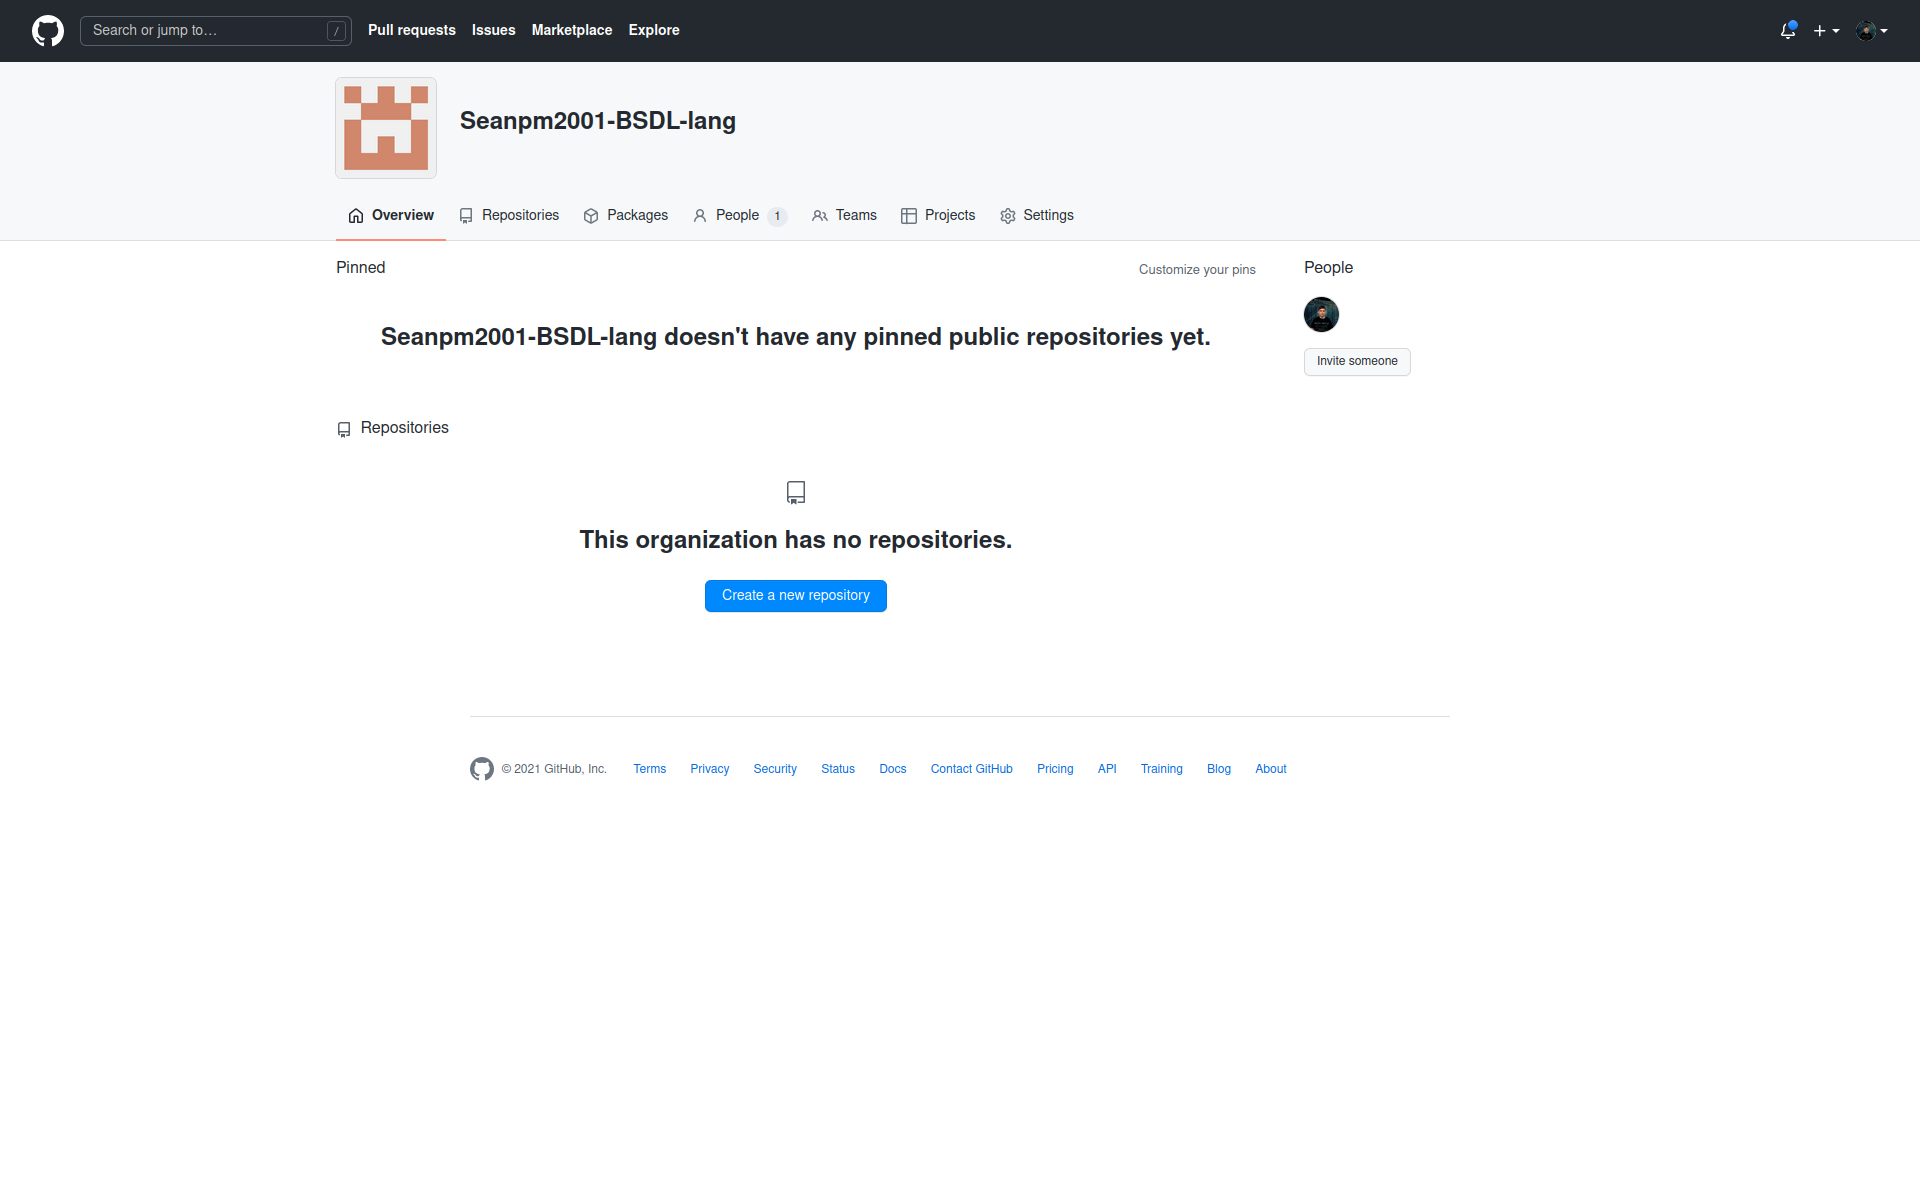 Search or jump to… /
Pull requests Issues Marketplace Explore
Seanpm2001-BSDL-lang
Overview Repositories Packages People 1 Teams Projects Settings
Pinned
Customize your pins
Seanpm2001-BSDL-lang doesn't have any pinned public repositories yet.
People
Invite someone
Repositories
This organization has no repositories.
Create a new repository
© 2021 GitHub, Inc. Terms Privacy Security Status Docs Contact GitHub Pricing API Training Blog About